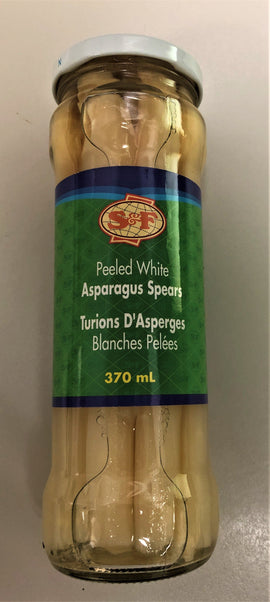 S&F
Peeled White
Asparagus Spears
Turions D'Asperges
Blanches Pelées
370 mL